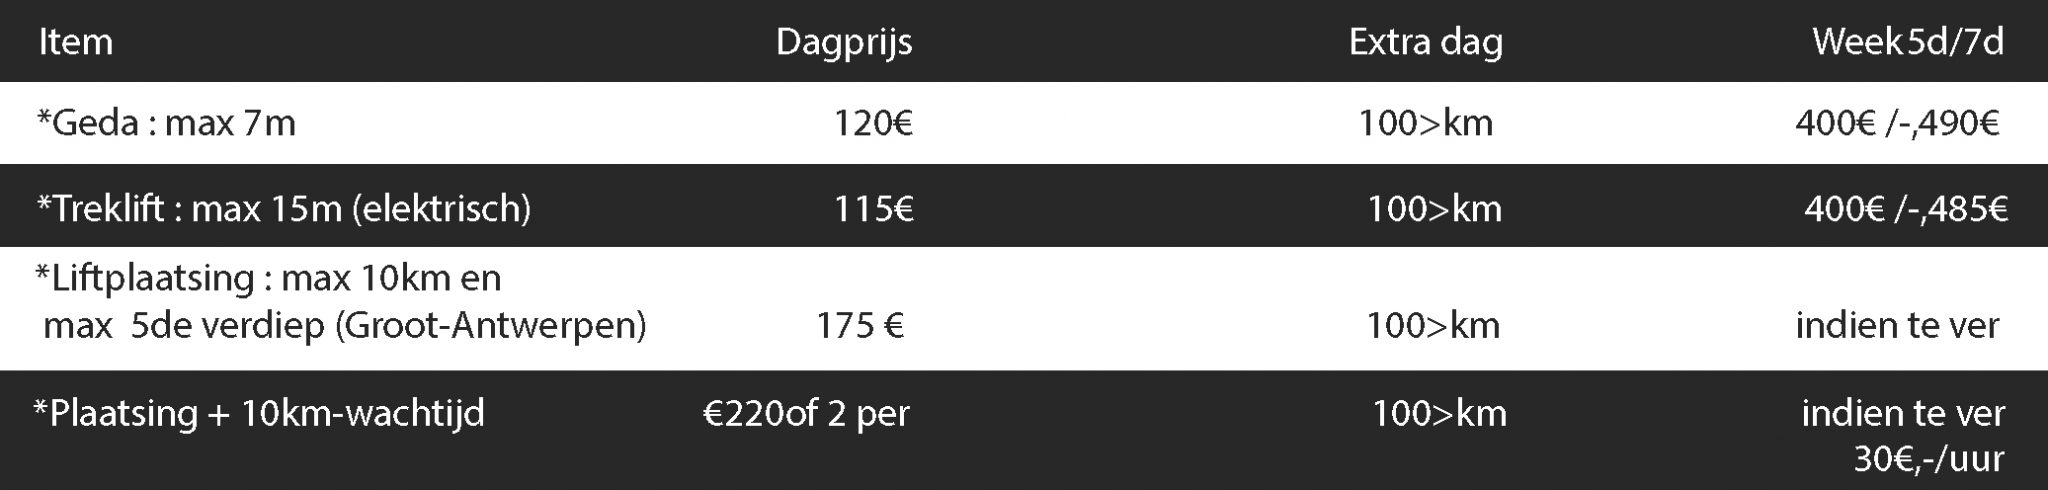 Item Dagprijs Extra dag Week 5d/7d
*Geda : max 7m 120€ 100>km 400€ /-,490€
*Treklift : max 15m (elektrisch) 115€ 100>km 400€ /-,485€
*Liftplaatsing : max 10km en
max 5de verdiep (Groot-Antwerpen) 175 € 100>km indien te ver
*Plaatsing + 10km-wachtijd €220of 2 per 100>km indien te ver
30€,-/uur